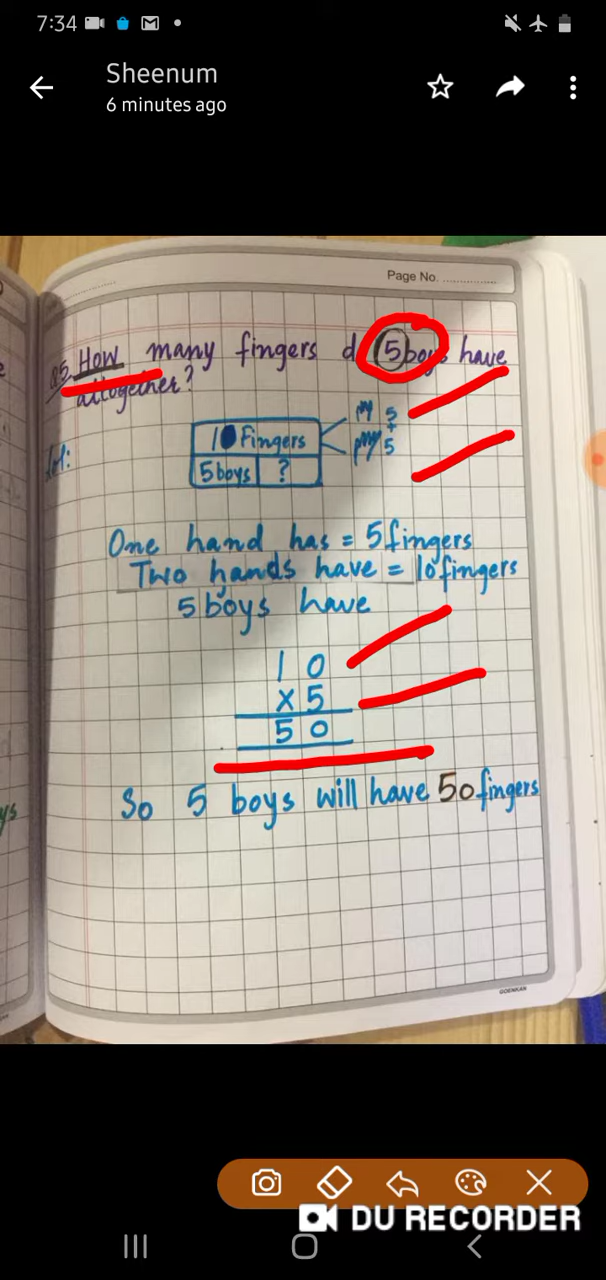 7:34
Sheenum
6 minutes ago
Page No.
Q5. How many fingers d 5 boys have
altogether?
Sol:
10 Fingers
5
+
5
5 boys ?
One hand has = 5 fingers
Two hands have = 10 fingers
5 boys have
10
x5
50
So 5 boys will have 50 fingers
GOENKAR
DU RECORDER